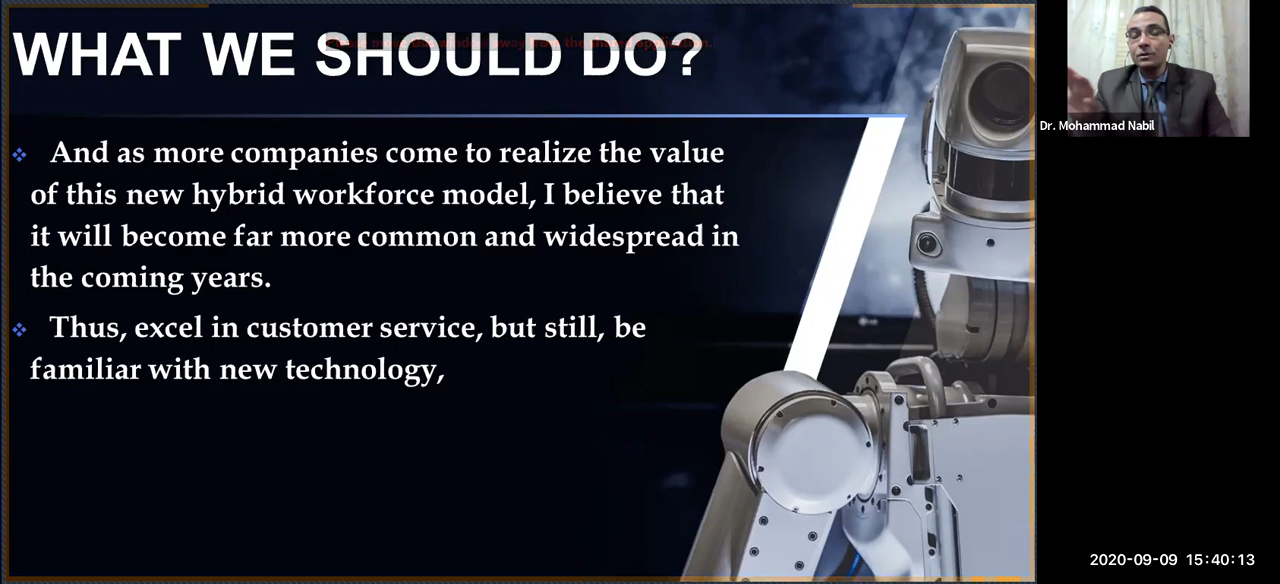 WHAT WE SHOULD DO?
And as more companies come to realize the value
of this new hybrid workforce model, I believe that
it will become far more common and widespread in
the coming years.
Thus, excel in customer service, but still, be
familiar with new technology,
Dr. Mohammad Nabil
2020-09-09 15:40:13